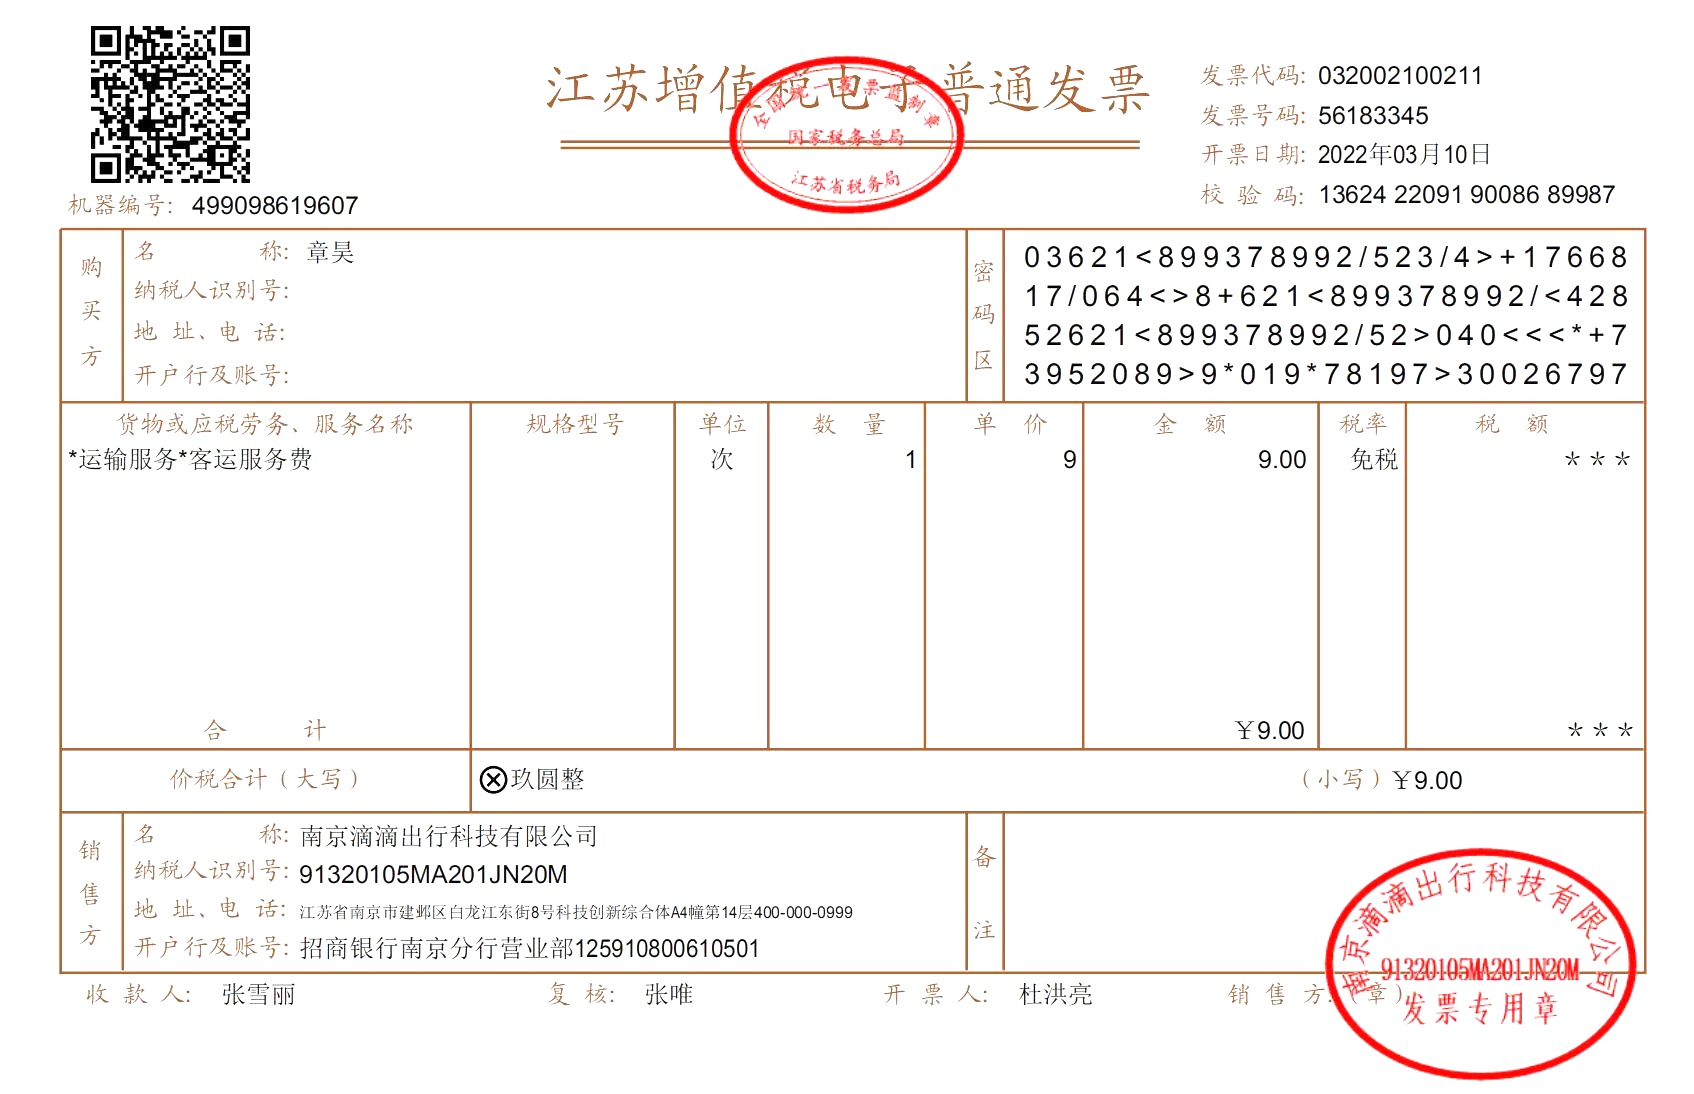 江苏增值税电子普通发票
全国统一发票监制章
国家税务总局
江苏省税务局
发票代码: 032002100211
发票号码: 56183345
开票日期: 2022年03月10日
校 验 码: 13624 22091 90086 89987
机器编号: 499098619607
购买方
名 称: 章昊
纳税人识别号:
地 址、电 话:
开户行及账号:
密码区
03621<899378992/523/4>+17668
17/064<>8+621<899378992/<428
52621<899378992/52>040<<<*+7
3952089>9*019*78197>30026797
货物或应税劳务、服务名称 规格型号 单位 数 量 单 价 金 额 税率 税 额
*运输服务*客运服务费 次 1 9 9.00 免税 ***
合 计 ￥9.00 ***
价税合计（大写） ⊗玖圆整 （小写）￥9.00
销售方
名 称: 南京滴滴出行科技有限公司
纳税人识别号: 91320105MA201JN20M
地 址、电 话: 江苏省南京市建邺区白龙江东街8号科技创新综合体A4幢第14层400-000-0999
开户行及账号: 招商银行南京分行营业部125910800610501
备注
收 款 人: 张雪丽 复 核: 张唯 开 票 人: 杜洪亮 销 售 方:（章）
南京滴滴出行科技有限公司
91320105MA201JN20M
发票专用章